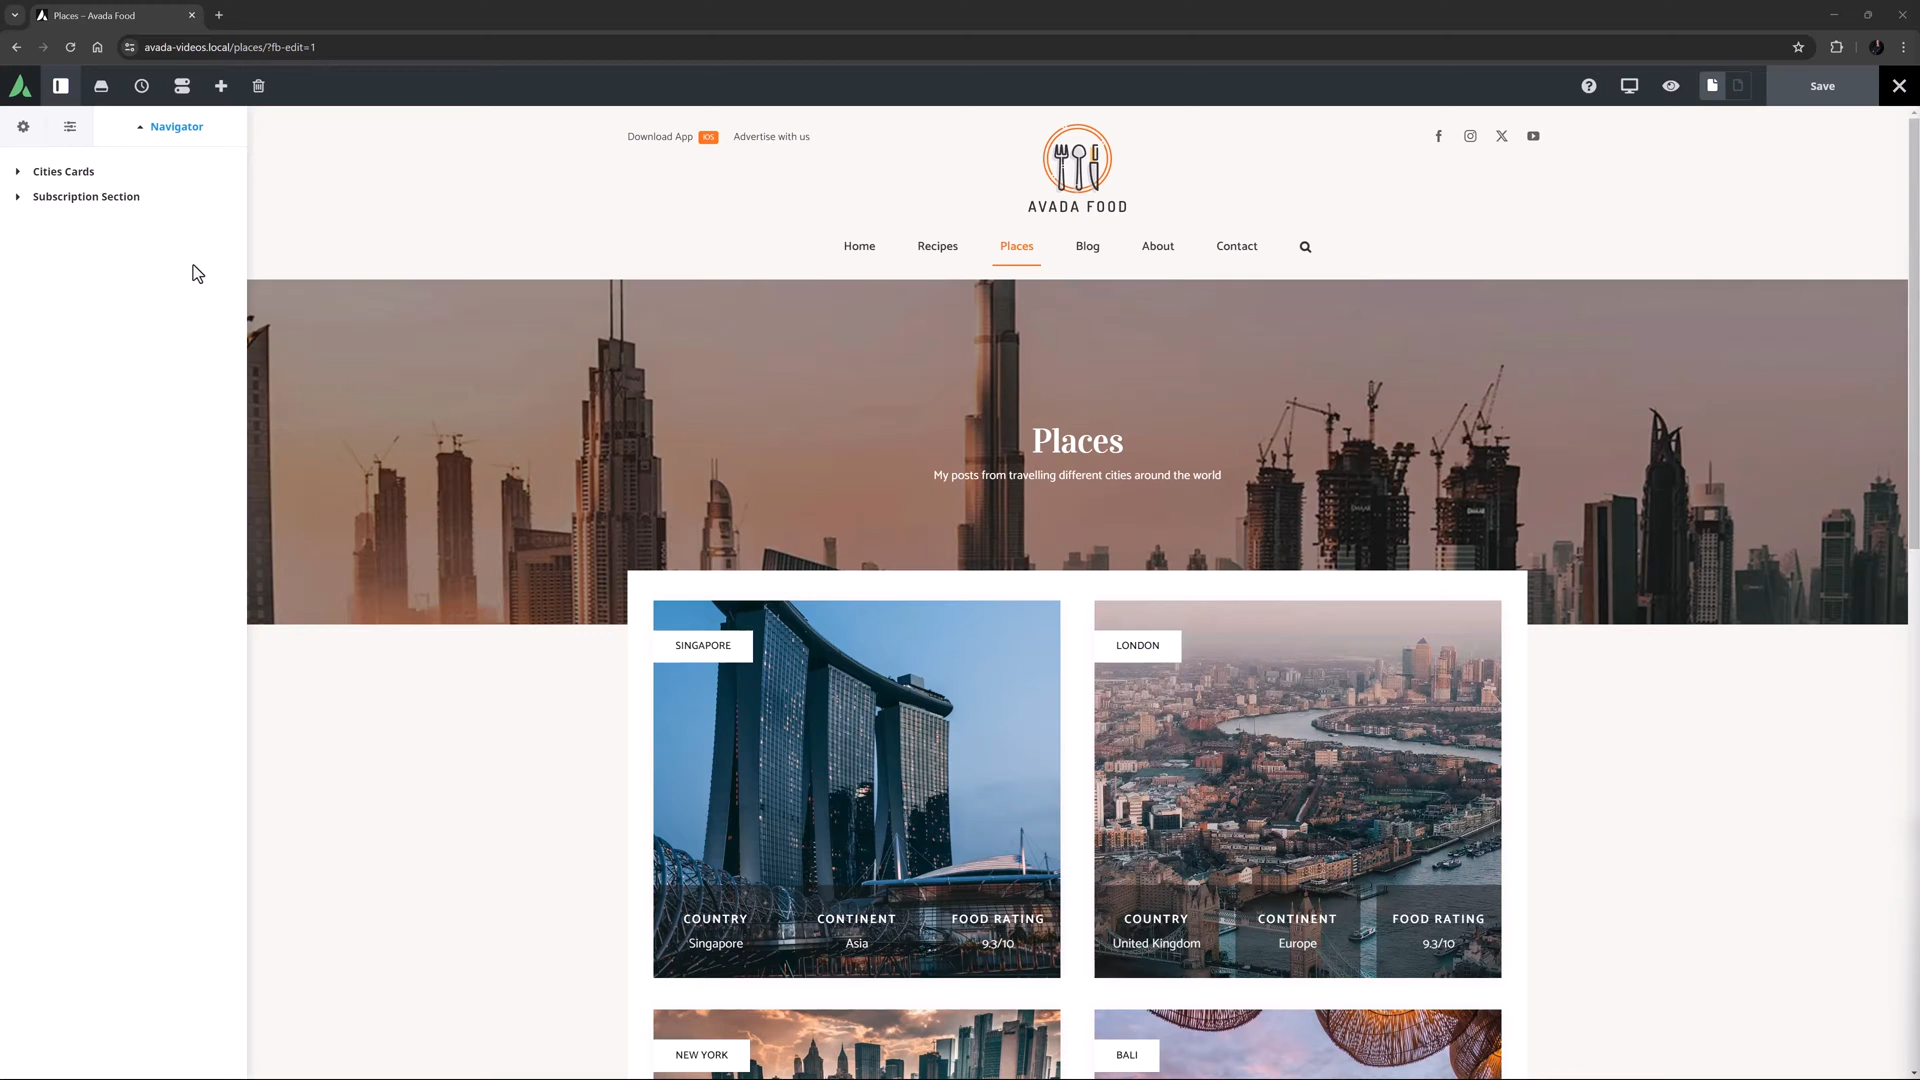 Places – Avada Food
avada-videos.local/places/?fb-edit=1
Save
Navigator
Cities Cards
Subscription Section
Download App iOS Advertise with us
AVADA FOOD
Home Recipes Places Blog About Contact
Places
My posts from travelling different cities around the world
SINGAPORE
COUNTRY CONTINENT FOOD RATING
Singapore Asia 9.3/10
LONDON
COUNTRY CONTINENT FOOD RATING
United Kingdom Europe 9.3/10
NEW YORK
BALI